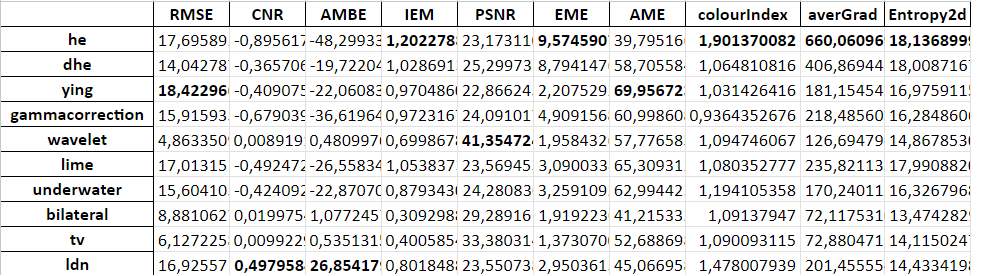 RMSE CNR AMBE IEM PSNR EME AME colourIndex averGrad Entropy2d
he 17,69589 -0,895617 -48,29933 1,202278 23,17311 9,574590 39,79516 1,901370082 660,06096 18,136899
dhe 14,04278 -0,365706 -19,72204 1,028691 25,29973 8,794147 58,70558 1,064810816 406,86944 18,008716
ying 18,42296 -0,409075 -22,06083 0,970486 22,86624 2,207529 69,95672 1,031426416 181,15454 16,975911
gammacorrection 15,91593 -0,679039 -36,61964 0,972316 24,09101 4,909156 60,99860 0,9364352676 218,48560 16,284860
wavelet 4,863350 0,008919 0,480997 0,699867 41,35472 1,958432 57,77658 1,094746067 126,69479 14,867853
lime 17,01315 -0,492472 -26,55834 1,053837 23,56945 3,090033 65,30931 1,080352777 235,82113 17,990882
underwater 15,60410 -0,424092 -22,87070 0,879343 24,28083 3,259109 62,99442 1,194105358 170,24011 16,326796
bilateral 8,881062 0,019975 1,077245 0,309298 29,28916 1,919223 41,21533 1,09137947 72,117531 13,474282
tv 6,127225 0,009922 0,535131 0,400585 33,38031 1,373070 52,68869 1,090093115 72,880471 14,115024
ldn 16,92557 0,497958 26,85417 0,801848 23,55073 2,950361 45,06695 1,478007939 201,45555 14,433419